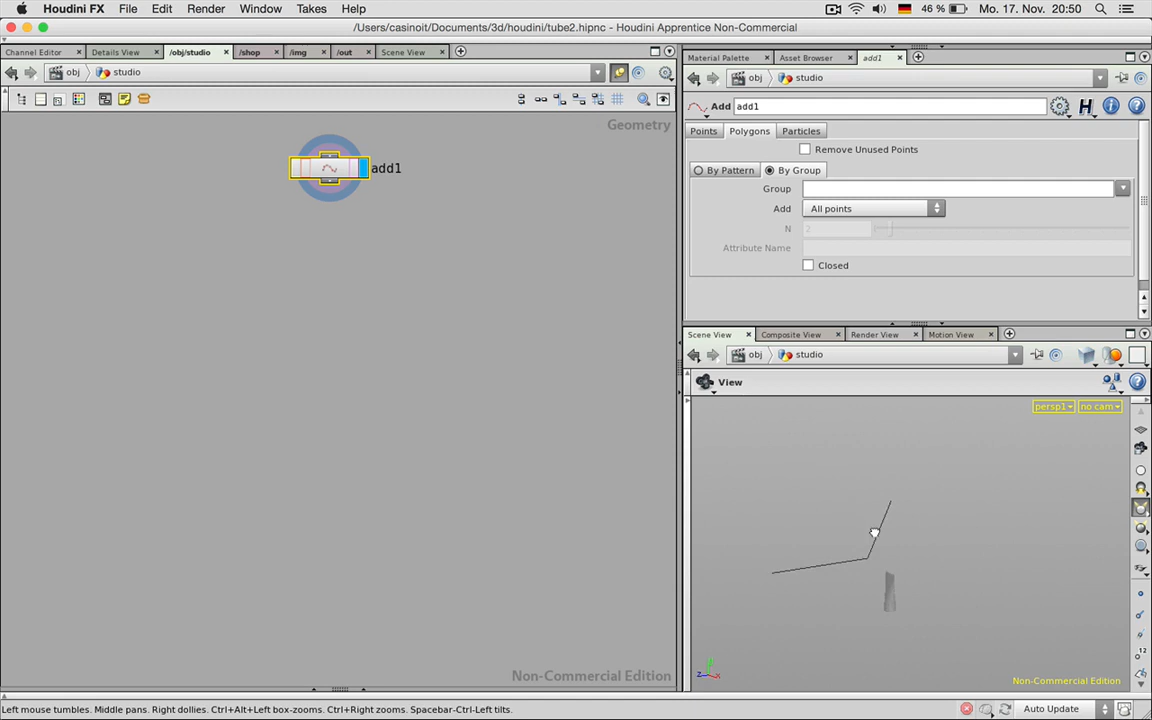 Houdini FX File Edit Render Window Takes Help 46 % Mo. 17. Nov. 20:50
/Users/casinoit/Documents/3d/houdini/tube2.hipnc - Houdini Apprentice Non-Commercial
Channel Editor Details View /obj/studio /shop /img /out Scene View
obj studio
Geometry
add1
Non-Commercial Edition
Material Palette Asset Browser add1
obj studio
Add add1
Points Polygons Particles
Remove Unused Points
By Pattern By Group
Group
Add All points
N 2
Attribute Name
Closed
Scene View Composite View Render View Motion View
obj studio
View
persp1 no cam
12
Non-Commercial Edition
Left mouse tumbles. Middle pans. Right dollies. Ctrl+Alt+Left box-zooms. Ctrl+Right zooms. Spacebar-Ctrl-Left tilts.
Auto Update